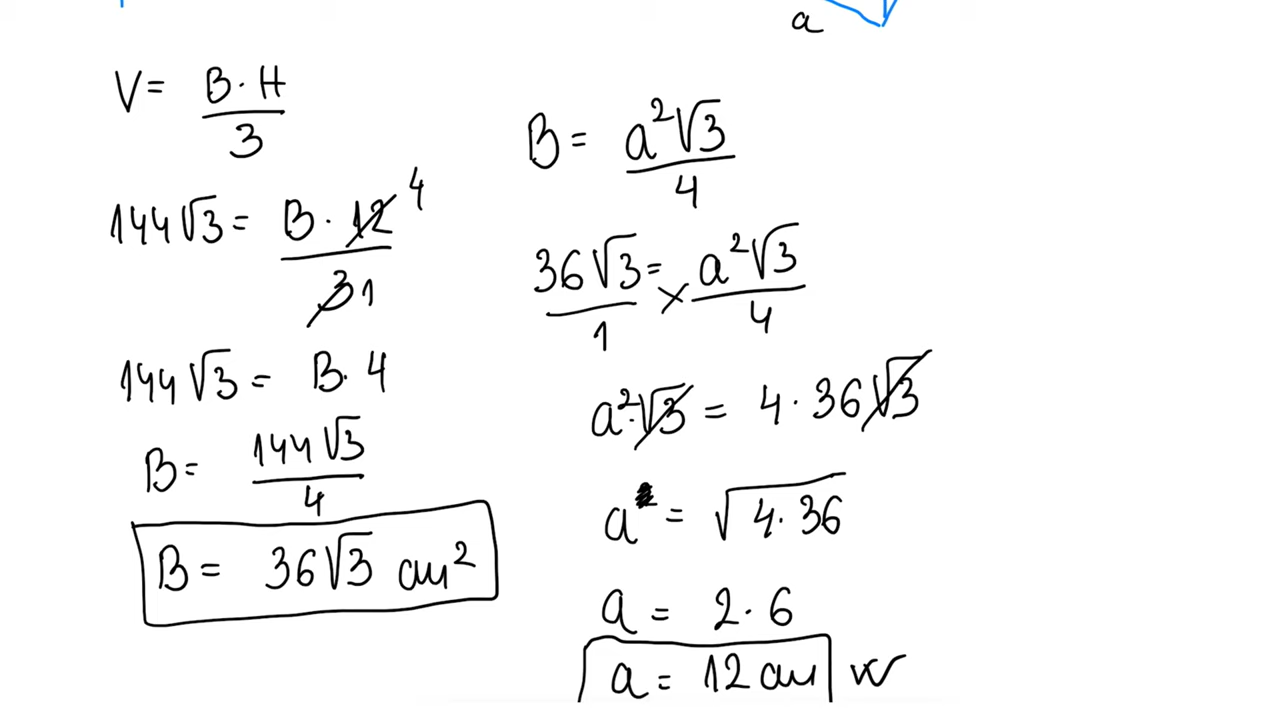 a
V = B · H / 3
144√3 = B · 12 4 / 3 1
144√3 = B · 4
B = 144√3 / 4
B = 36√3 cm²
B = a²√3 / 4
36√3 / 1 = a²√3 / 4
a² · √3 = 4 · 36√3
a = √4 · 36
a = 2 · 6
a = 12 cm